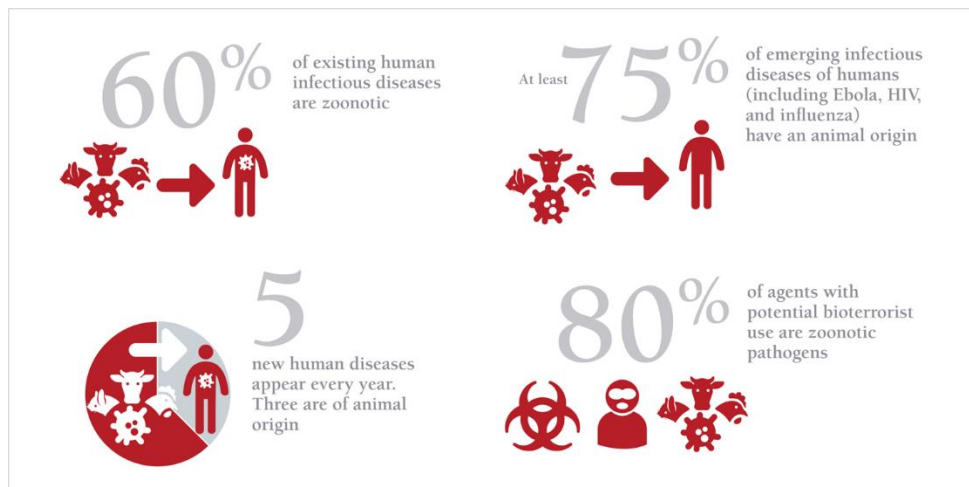 60%
of existing human
infectious diseases
are zoonotic
At least 75%
of emerging infectious
diseases of humans
(including Ebola, HIV,
and influenza)
have an animal origin
5
new human diseases
appear every year.
Three are of animal
origin
80%
of agents with
potential bioterrorist
use are zoonotic
pathogens